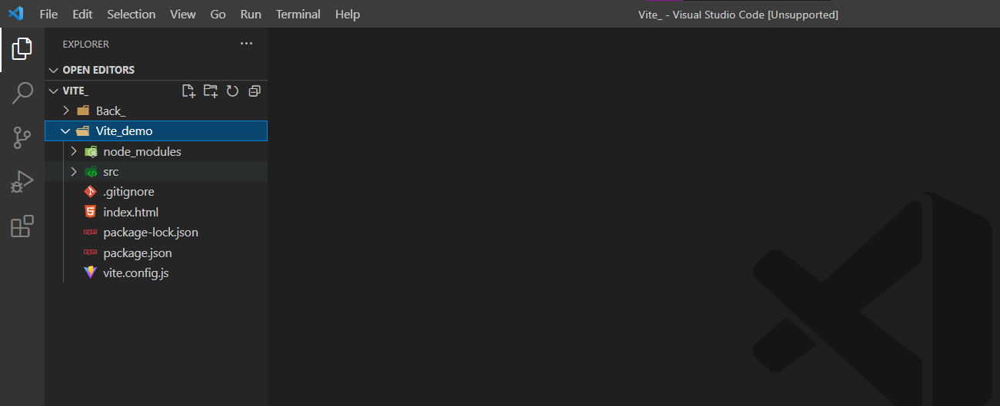 File Edit Selection View Go Run Terminal Help Vite_ - Visual Studio Code [Unsupported]
EXPLORER
OPEN EDITORS
VITE_
Back_
Vite_demo
node_modules
src
.gitignore
index.html
package-lock.json
package.json
vite.config.js